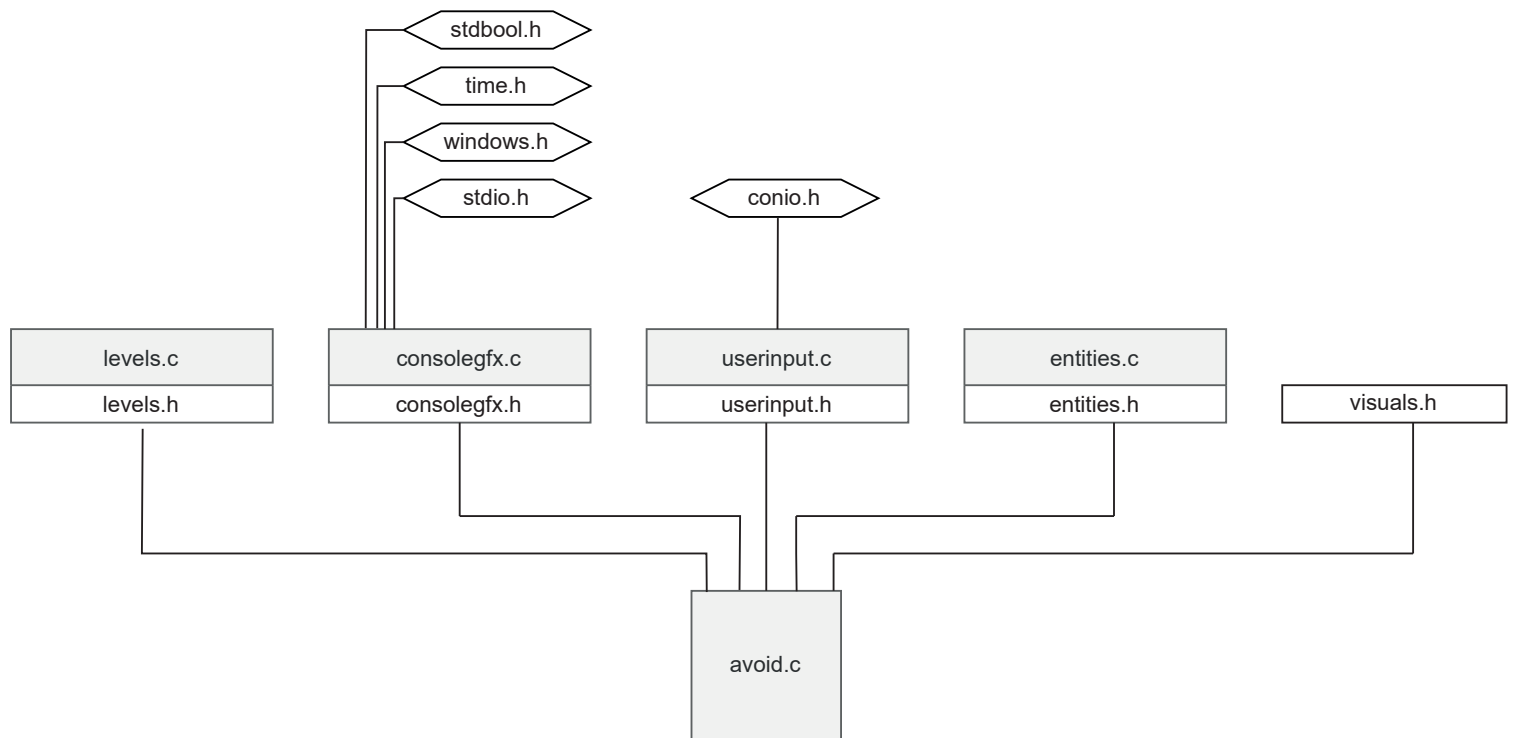 stdbool.h
time.h
windows.h
stdio.h
conio.h
levels.c
consolegfx.c
userinput.c
entities.c
levels.h
consolegfx.h
userinput.h
entities.h
visuals.h
avoid.c